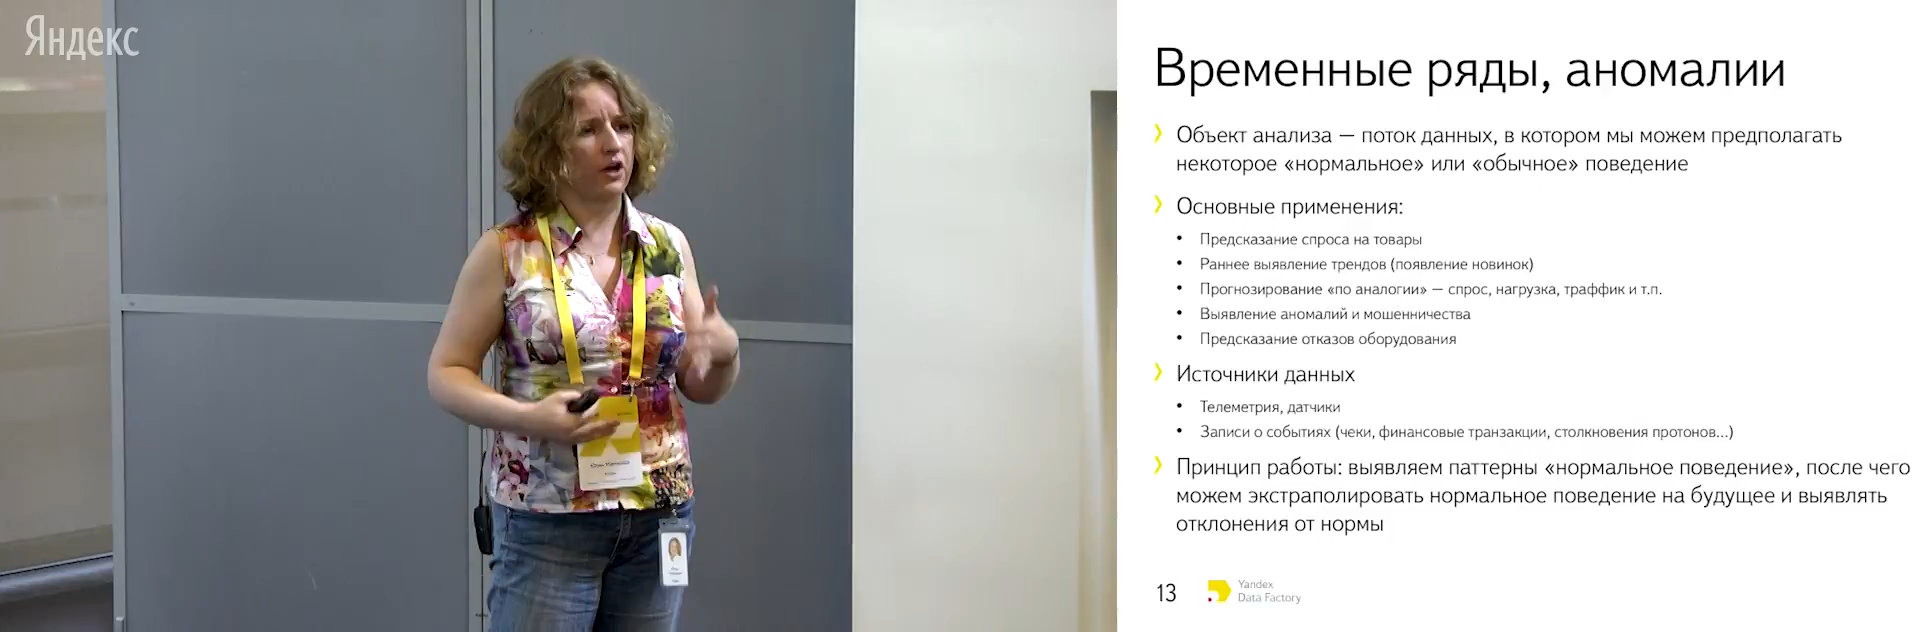 Яндекс
Временные ряды, аномалии
Объект анализа — поток данных, в котором мы можем предполагать
некоторое «нормальное» или «обычное» поведение
Основные применения:
• Предсказание спроса на товары
• Раннее выявление трендов (появление новинок)
• Прогнозирование «по аналогии» — спрос, нагрузка, траффик и т.п.
• Выявление аномалий и мошенничества
• Предсказание отказов оборудования
Источники данных
• Телеметрия, датчики
• Записи о событиях (чеки, финансовые транзакции, столкновения протонов...)
Принцип работы: выявляем паттерны «нормальное поведение», после чего
можем экстраполировать нормальное поведение на будущее и выявлять
отклонения от нормы
13
Yandex
Data Factory